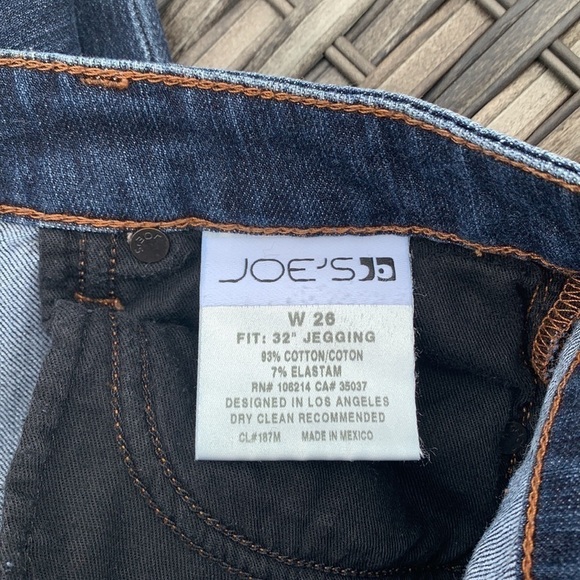 JOE'S
W 26
FIT: 32" JEGGING
93% COTTON/COTON
7% ELASTAM
RN# 106214 CA# 35037
DESIGNED IN LOS ANGELES
DRY CLEAN RECOMMENDED
CL#187M MADE IN MEXICO